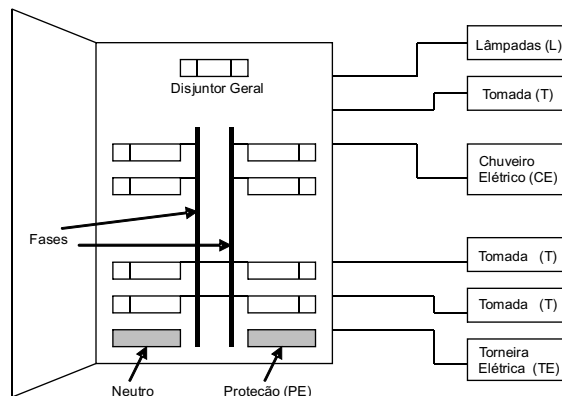 Lâmpadas (L)
Disjuntor Geral
Tomada (T)
Chuveiro
Elétrico (CE)
Fases
Tomada (T)
Tomada (T)
Torneira
Elétrica (TE)
Neutro
Proteção (PE)